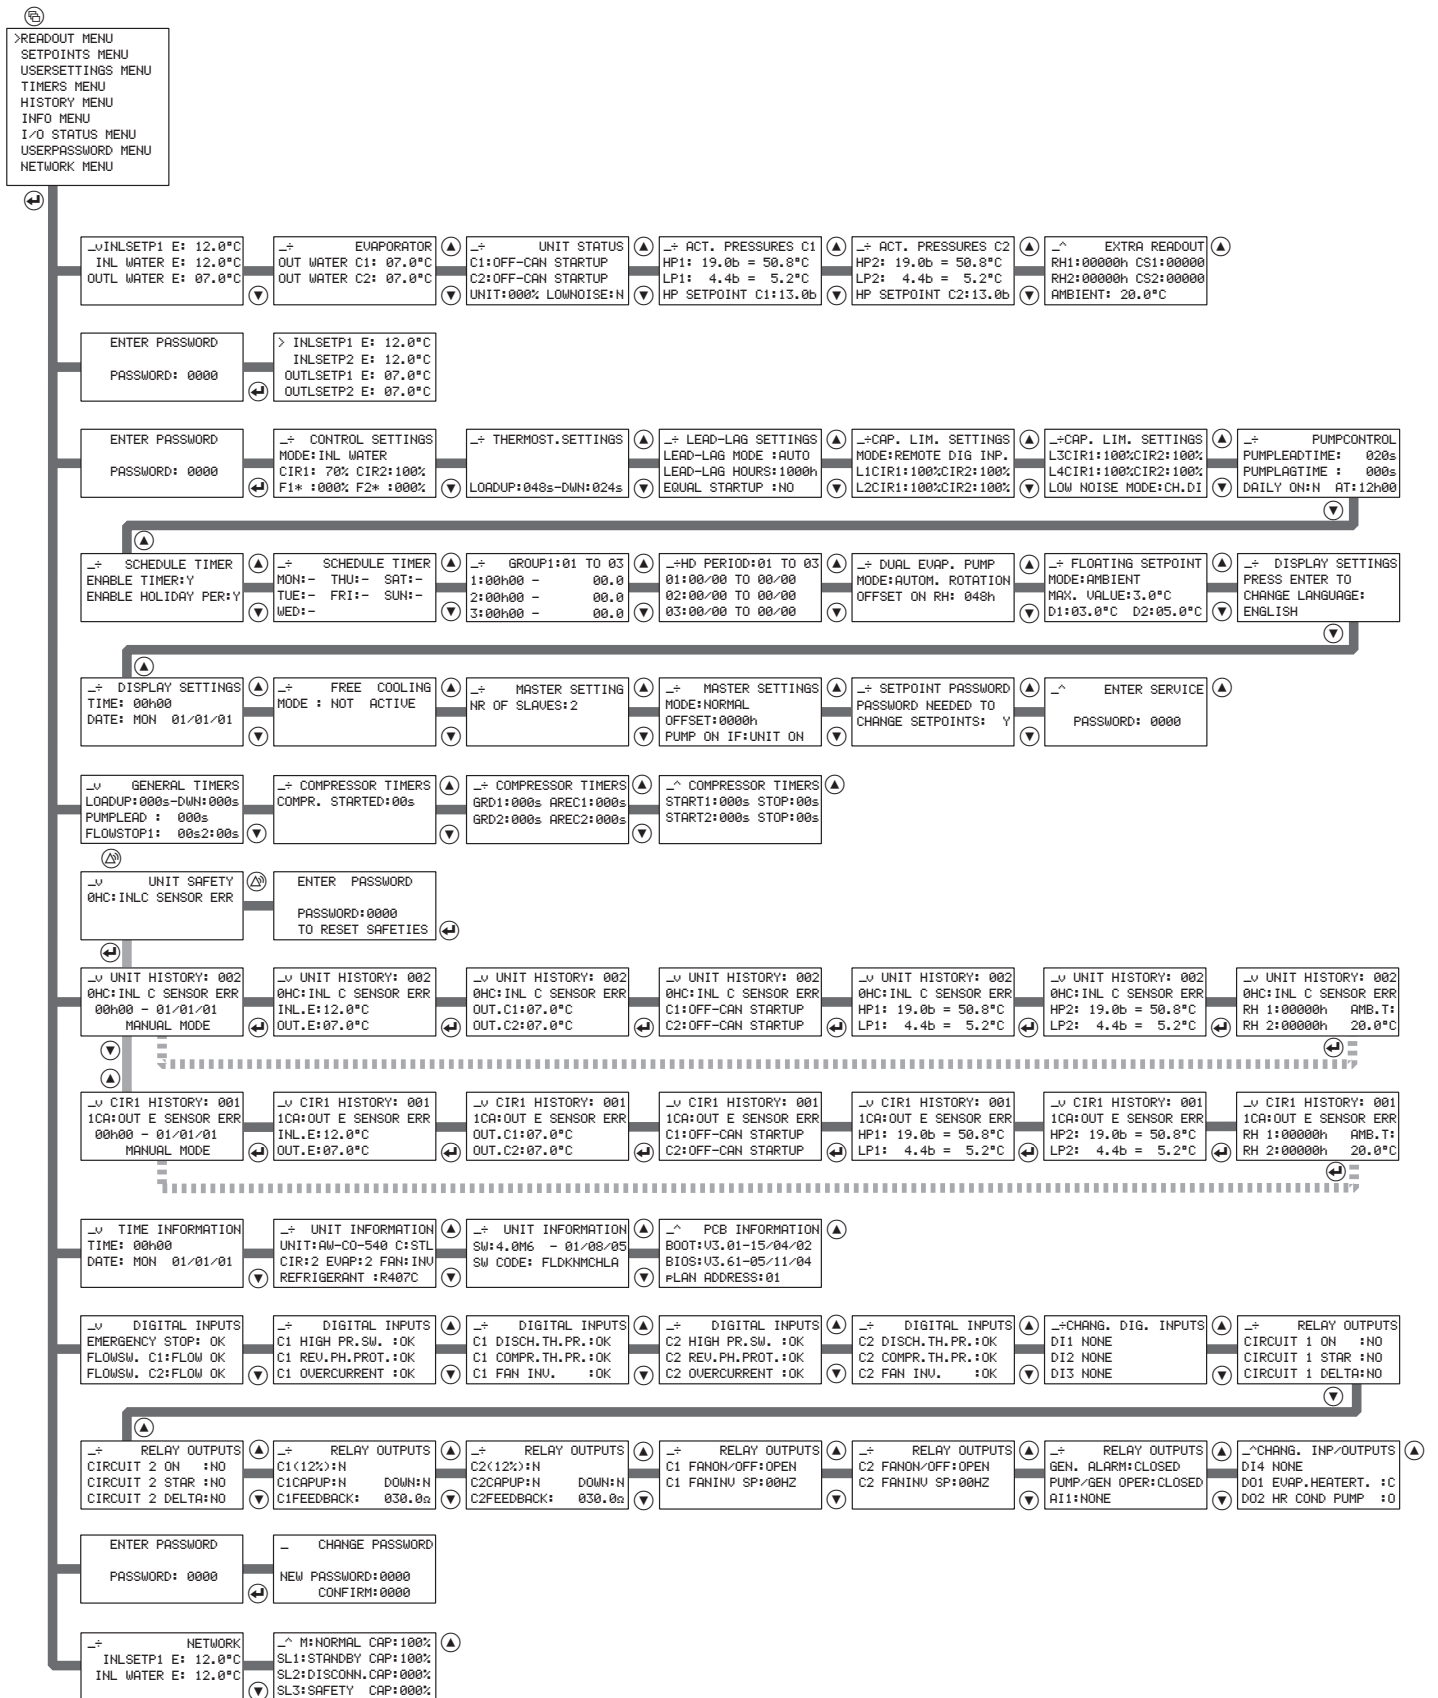 >READOUT MENU
SETPOINTS MENU
USERSETTINGS MENU
TIMERS MENU
HISTORY MENU
INFO MENU
I/O STATUS MENU
USERPASSWORD MENU
NETWORK MENU
_vINLSETP1 E: 12.0°C
INL WATER E: 12.0°C
OUTL WATER E: 07.0°C
_÷ EVAPORATOR
OUT WATER C1: 07.0°C
OUT WATER C2: 07.0°C
_÷ UNIT STATUS
C1:OFF-CAN STARTUP
C2:OFF-CAN STARTUP
UNIT:000% LOWNOISE:N
_÷ ACT. PRESSURES C1
HP1: 19.0b = 50.8°C
LP1: 4.4b = 5.2°C
HP SETPOINT C1:13.0b
_÷ ACT. PRESSURES C2
HP2: 19.0b = 50.8°C
LP2: 4.4b = 5.2°C
HP SETPOINT C2:13.0b
_^ EXTRA READOUT
RH1:00000h CS1:00000
RH2:00000h CS2:00000
AMBIENT: 20.0°C
ENTER PASSWORD
PASSWORD: 0000
> INLSETP1 E: 12.0°C
INLSETP2 E: 12.0°C
OUTLSETP1 E: 07.0°C
OUTLSETP2 E: 07.0°C
ENTER PASSWORD
PASSWORD: 0000
_÷ CONTROL SETTINGS
MODE:INL WATER
CIR1: 70% CIR2:100%
F1* :000% F2* :000%
_÷ THERMOST.SETTINGS
LOADUP:048s-DWN:024s
_÷ LEAD-LAG SETTINGS
LEAD-LAG MODE :AUTO
LEAD-LAG HOURS:1000h
EQUAL STARTUP :NO
_÷CAP. LIM. SETTINGS
MODE:REMOTE DIG INP.
L1CIR1:100%CIR2:100%
L2CIR1:100%CIR2:100%
_÷CAP. LIM. SETTINGS
L3CIR1:100%CIR2:100%
L4CIR1:100%CIR2:100%
LOW NOISE MODE:CH.DI
_÷ PUMPCONTROL
PUMPLEADTIME: 020s
PUMPLAGTIME : 000s
DAILY ON:N AT:12h00
_÷ SCHEDULE TIMER
ENABLE TIMER:Y
ENABLE HOLIDAY PER:Y
_÷ SCHEDULE TIMER
MON:- THU:- SAT:-
TUE:- FRI:- SUN:-
WED:-
_÷ GROUP1:01 TO 03
1:00h00 - 00.0
2:00h00 - 00.0
3:00h00 - 00.0
_÷HD PERIOD:01 TO 03
01:00/00 TO 00/00
02:00/00 TO 00/00
03:00/00 TO 00/00
_÷ DUAL EVAP. PUMP
MODE:AUTOM. ROTATION
OFFSET ON RH: 048h
_÷ FLOATING SETPOINT
MODE:AMBIENT
MAX. VALUE:3.0°C
D1:03.0°C D2:05.0°C
_÷ DISPLAY SETTINGS
PRESS ENTER TO
CHANGE LANGUAGE:
ENGLISH
_÷ DISPLAY SETTINGS
TIME: 00h00
DATE: MON 01/01/01
_÷ FREE COOLING
MODE : NOT ACTIVE
_÷ MASTER SETTING
NR OF SLAVES:2
_÷ MASTER SETTINGS
MODE:NORMAL
OFFSET:0000h
PUMP ON IF:UNIT ON
_÷ SETPOINT PASSWORD
PASSWORD NEEDED TO
CHANGE SETPOINTS: Y
_^ ENTER SERVICE
PASSWORD: 0000
_v GENERAL TIMERS
LOADUP:000s-DWN:000s
PUMPLEAD : 000s
FLOWSTOP1: 00s2:00s
_÷ COMPRESSOR TIMERS
COMPR. STARTED:00s
_÷ COMPRESSOR TIMERS
GRD1:000s AREC1:000s
GRD2:000s AREC2:000s
_^ COMPRESSOR TIMERS
START1:000s STOP:00s
START2:000s STOP:00s
_v UNIT SAFETY
0HC:INLC SENSOR ERR
ENTER PASSWORD
PASSWORD:0000
TO RESET SAFETIES
_v UNIT HISTORY: 002
0HC:INL C SENSOR ERR
00h00 - 01/01/01
MANUAL MODE
_v UNIT HISTORY: 002
0HC:INL C SENSOR ERR
INL.E:12.0°C
OUT.E:07.0°C
_v UNIT HISTORY: 002
0HC:INL C SENSOR ERR
OUT.C1:07.0°C
OUT.C2:07.0°C
_v UNIT HISTORY: 002
0HC:INL C SENSOR ERR
C1:OFF-CAN STARTUP
C2:OFF-CAN STARTUP
_v UNIT HISTORY: 002
0HC:INL C SENSOR ERR
HP1: 19.0b = 50.8°C
LP1: 4.4b = 5.2°C
_v UNIT HISTORY: 002
0HC:INL C SENSOR ERR
HP2: 19.0b = 50.8°C
LP2: 4.4b = 5.2°C
_v UNIT HISTORY: 002
0HC:INL C SENSOR ERR
RH 1:00000h AMB.T:
RH 2:00000h 20.0°C
_v CIR1 HISTORY: 001
1CA:OUT E SENSOR ERR
00h00 - 01/01/01
MANUAL MODE
_v CIR1 HISTORY: 001
1CA:OUT E SENSOR ERR
INL.E:12.0°C
OUT.E:07.0°C
_v CIR1 HISTORY: 001
1CA:OUT E SENSOR ERR
OUT.C1:07.0°C
OUT.C2:07.0°C
_v CIR1 HISTORY: 001
1CA:OUT E SENSOR ERR
C1:OFF-CAN STARTUP
C2:OFF-CAN STARTUP
_v CIR1 HISTORY: 001
1CA:OUT E SENSOR ERR
HP1: 19.0b = 50.8°C
LP1: 4.4b = 5.2°C
_v CIR1 HISTORY: 001
1CA:OUT E SENSOR ERR
HP2: 19.0b = 50.8°C
LP2: 4.4b = 5.2°C
_v CIR1 HISTORY: 001
1CA:OUT E SENSOR ERR
RH 1:00000h AMB.T:
RH 2:00000h 20.0°C
_v TIME INFORMATION
TIME: 00h00
DATE: MON 01/01/01
_÷ UNIT INFORMATION
UNIT:AW-CO-540 C:STL
CIR:2 EVAP:2 FAN:INV
REFRIGERANT :R407C
_÷ UNIT INFORMATION
SW:4.0M6 - 01/08/05
SW CODE: FLDKNMCHLA
_^ PCB INFORMATION
BOOT:V3.01-15/04/02
BIOS:V3.61-05/11/04
pLAN ADDRESS:01
_v DIGITAL INPUTS
EMERGENCY STOP: OK
FLOWSW. C1:FLOW OK
FLOWSW. C2:FLOW OK
_÷ DIGITAL INPUTS
C1 HIGH PR.SW. :OK
C1 REV.PH.PROT.:OK
C1 OVERCURRENT :OK
_÷ DIGITAL INPUTS
C1 DISCH.TH.PR.:OK
C1 COMPR.TH.PR.:OK
C1 FAN INV. :OK
_÷ DIGITAL INPUTS
C2 HIGH PR.SW. :OK
C2 REV.PH.PROT.:OK
C2 OVERCURRENT :OK
_÷ DIGITAL INPUTS
C2 DISCH.TH.PR.:OK
C2 COMPR.TH.PR.:OK
C2 FAN INV. :OK
_÷CHANG. DIG. INPUTS
DI1 NONE
DI2 NONE
DI3 NONE
_÷ RELAY OUTPUTS
CIRCUIT 1 ON :NO
CIRCUIT 1 STAR :NO
CIRCUIT 1 DELTA:NO
_÷ RELAY OUTPUTS
CIRCUIT 2 ON :NO
CIRCUIT 2 STAR :NO
CIRCUIT 2 DELTA:NO
_÷ RELAY OUTPUTS
C1(12%):N
C1CAPUP:N DOWN:N
C1FEEDBACK: 030.0Ω
_÷ RELAY OUTPUTS
C2(12%):N
C2CAPUP:N DOWN:N
C2FEEDBACK: 030.0Ω
_÷ RELAY OUTPUTS
C1 FANON/OFF:OPEN
C1 FANINV SP:00HZ
_÷ RELAY OUTPUTS
C2 FANON/OFF:OPEN
C2 FANINV SP:00HZ
_÷ RELAY OUTPUTS
GEN. ALARM:CLOSED
PUMP/GEN OPER:CLOSED
AI1:NONE
_^CHANG. INP/OUTPUTS
DI4 NONE
DO1 EVAP.HEATERT. :C
DO2 HR COND PUMP :O
ENTER PASSWORD
PASSWORD: 0000
_ CHANGE PASSWORD
NEW PASSWORD:0000
CONFIRM:0000
_÷ NETWORK
INLSETP1 E: 12.0°C
INL WATER E: 12.0°C
_^ M:NORMAL CAP:100%
SL1:STANDBY CAP:100%
SL2:DISCONN.CAP:000%
SL3:SAFETY CAP:000%